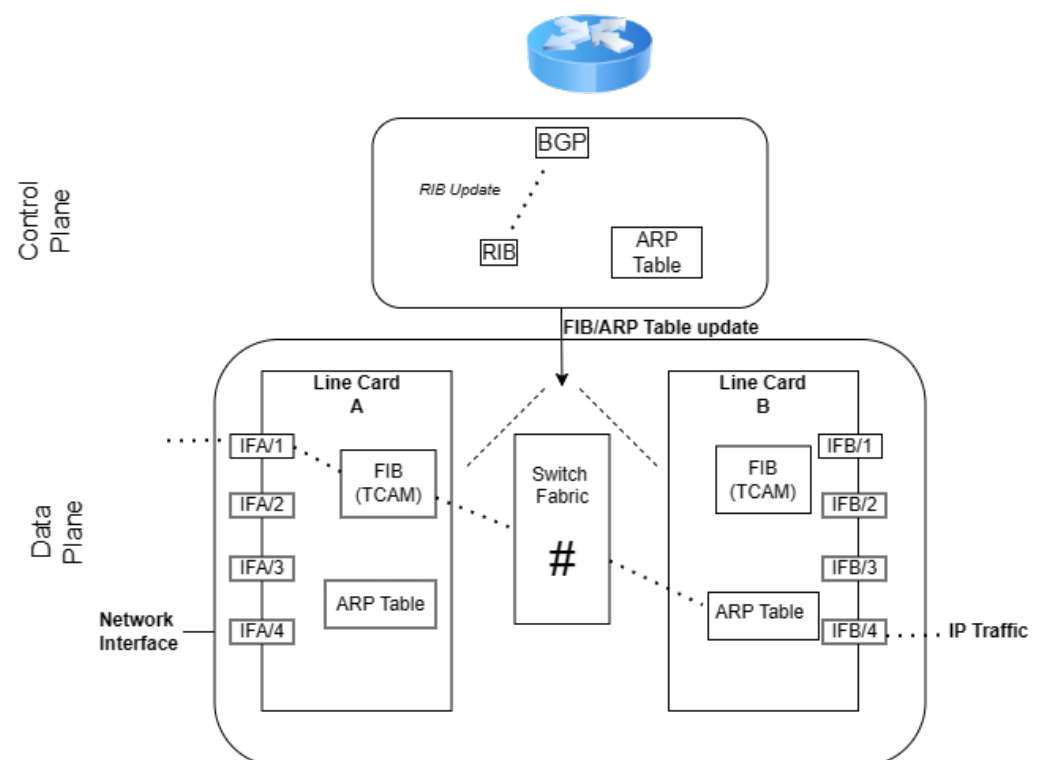 BGP
RIB Update
RIB
ARP
Table
Control
Plane
FIB/ARP Table update
Line Card
A
Line Card
B
IFA/1
IFA/2
IFA/3
IFA/4
FIB
(TCAM)
ARP Table
Switch
Fabric
#
FIB
(TCAM)
ARP Table
IFB/1
IFB/2
IFB/3
IFB/4
Data
Plane
Network
Interface
IP Traffic